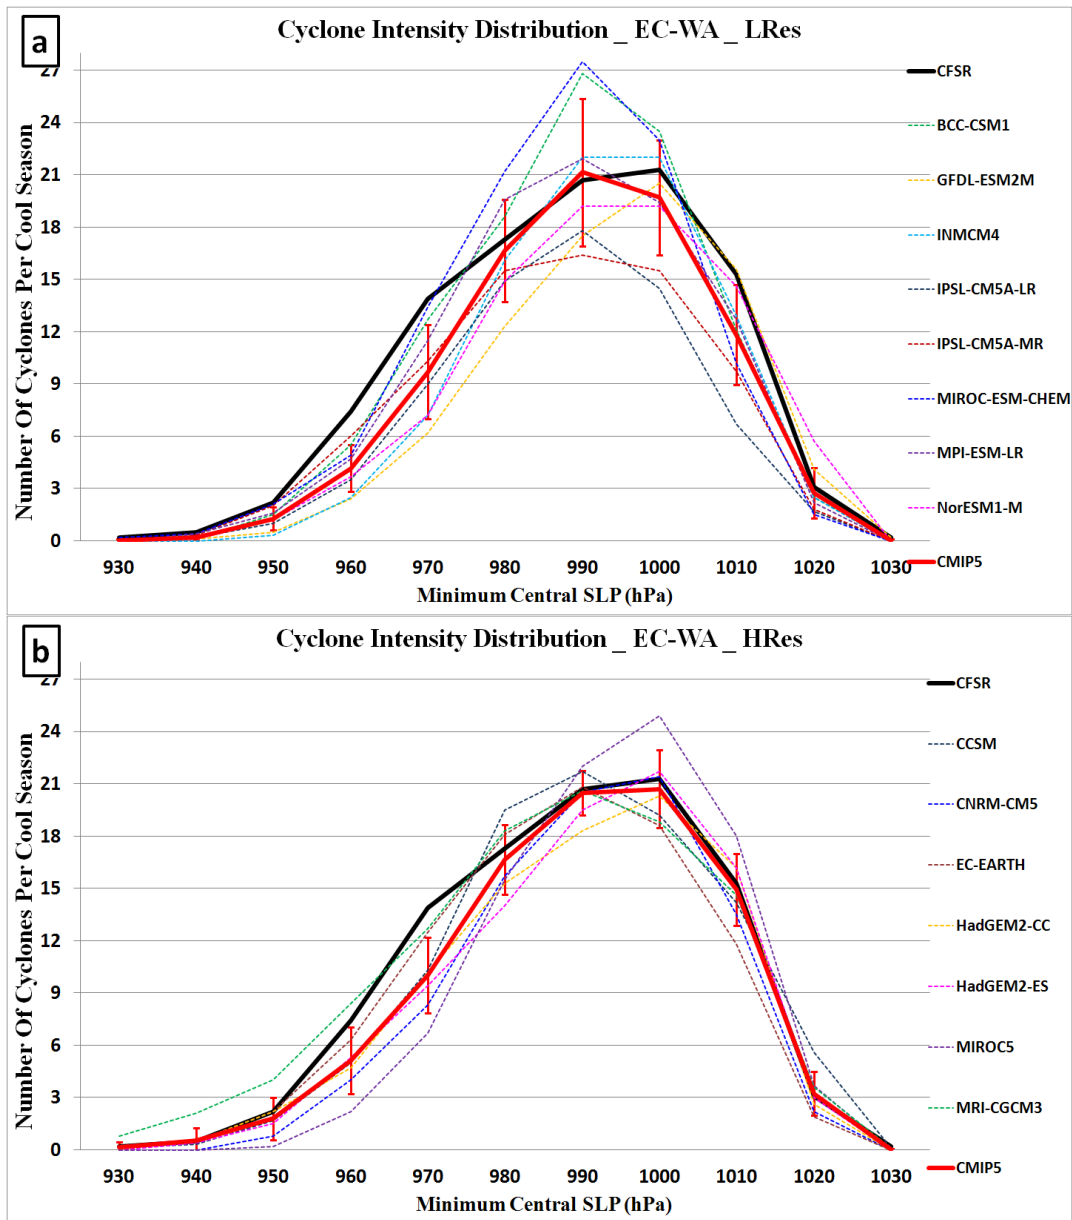 a
Cyclone Intensity Distribution _ EC-WA _ LRes
Number Of Cyclones Per Cool Season
27
24
21
18
15
12
9
6
3
0
930 940 950 960 970 980 990 1000 1010 1020 1030
Minimum Central SLP (hPa)
CFSR
BCC-CSM1
GFDL-ESM2M
INMCM4
IPSL-CM5A-LR
IPSL-CM5A-MR
MIROC-ESM-CHEM
MPI-ESM-LR
NorESM1-M
CMIP5
b
Cyclone Intensity Distribution _ EC-WA _ HRes
Number Of Cyclones Per Cool Season
27
24
21
18
15
12
9
6
3
0
930 940 950 960 970 980 990 1000 1010 1020 1030
Minimum Central SLP (hPa)
CFSR
CCSM
CNRM-CM5
EC-EARTH
HadGEM2-CC
HadGEM2-ES
MIROC5
MRI-CGCM3
CMIP5